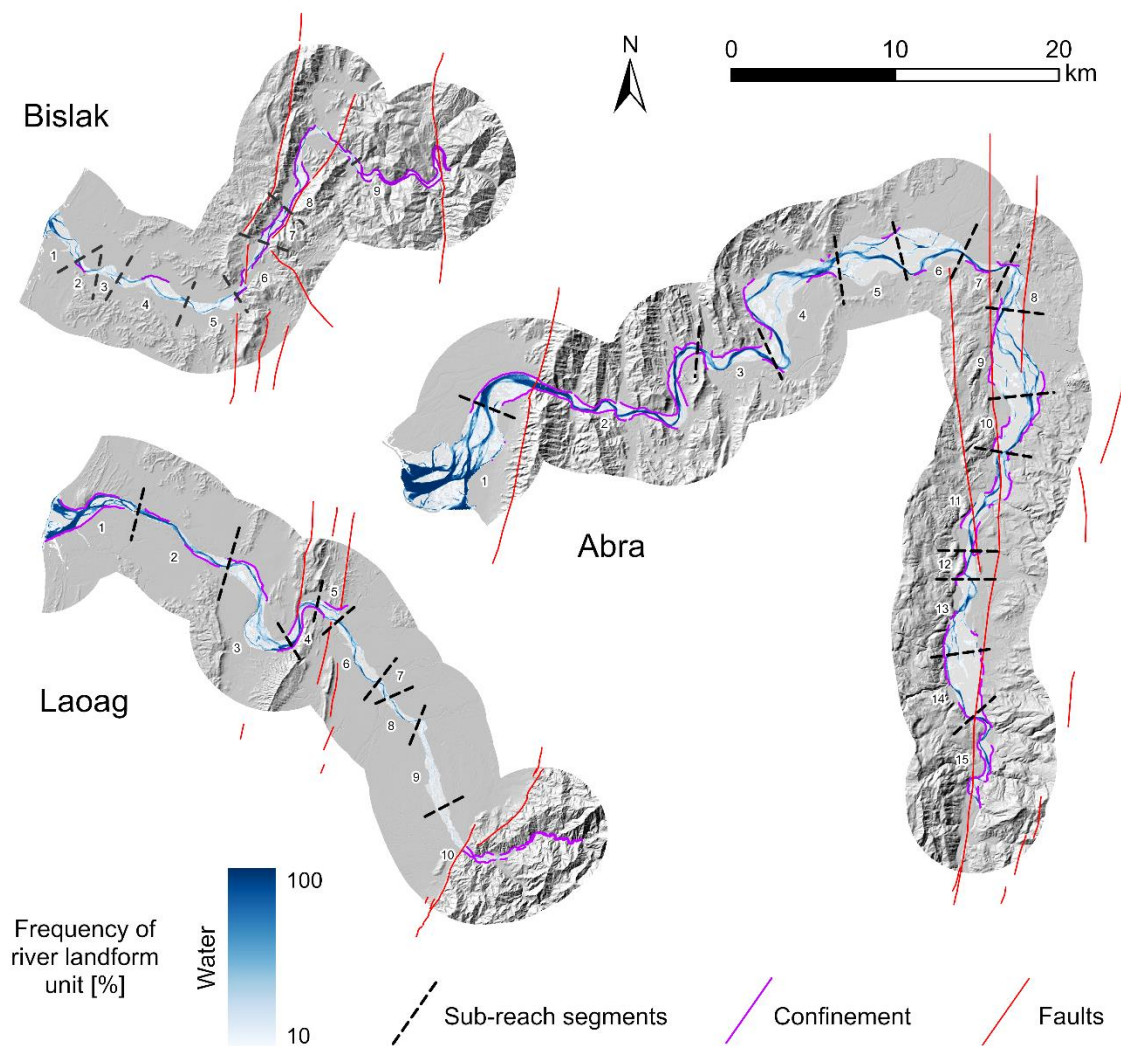 N
0 10 20
km
Bislak
1
2
3
4
5
6
7
8
9
Abra
1
2
3
4
5
6
7
8
9
10
11
12
13
14
15
Laoag
1
2
3
4
5
6
7
8
9
10
Frequency of
river landform
unit [%]
Water
100
10
Sub-reach segments
Confinement
Faults